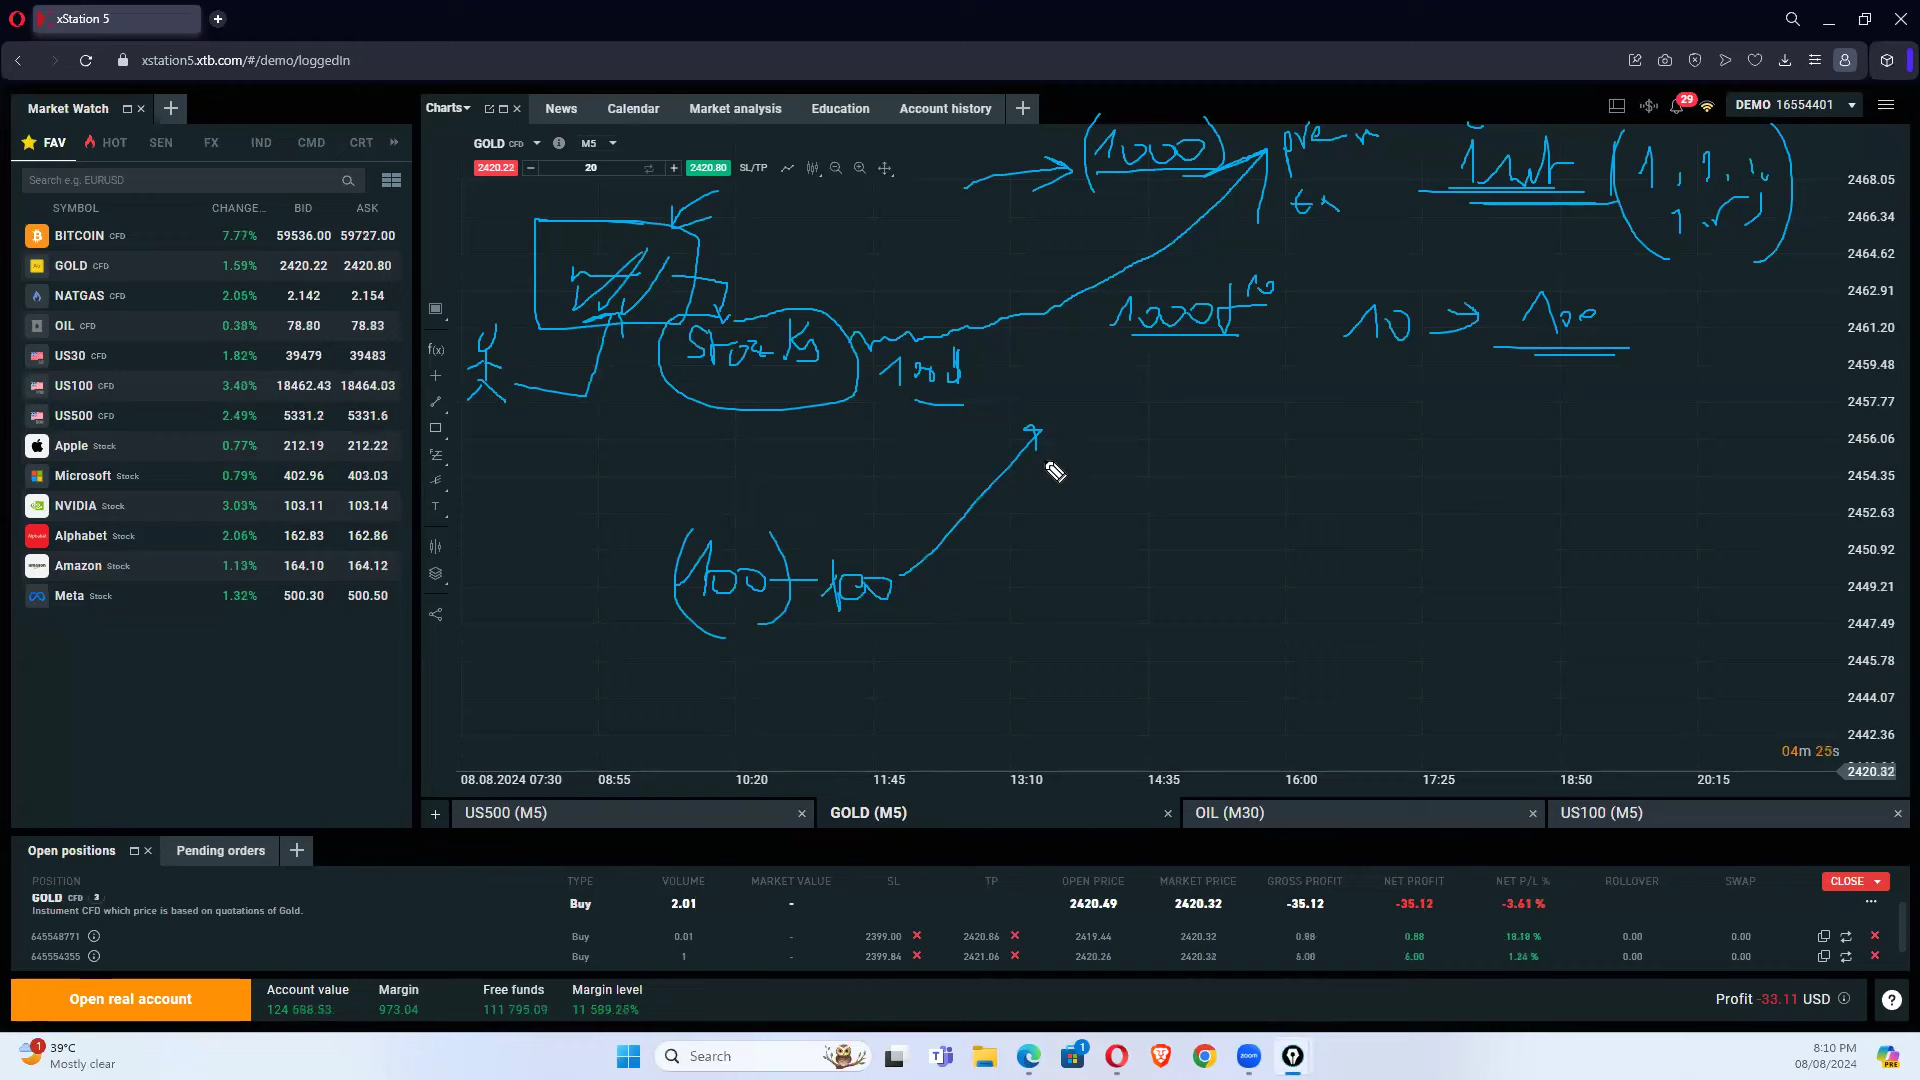 xStation 5
xstation5.xtb.com/#/demo/loggedIn
Market Watch
Charts
News
Calendar
Market analysis
Education
Account history
29
DEMO 16554401
FAV
HOT
SEN
FX
IND
CMD
CRT
Search e.g. EURUSD
SYMBOL CHANGE... BID ASK
BITCOIN CFD 7.77% 59536.00 59727.00
GOLD CFD 1.59% 2420.22 2420.80
NATGAS CFD 2.05% 2.142 2.154
OIL CFD 0.38% 78.80 78.83
US30 CFD 1.82% 39479 39483
US100 CFD 3.40% 18462.43 18464.03
US500 CFD 2.49% 5331.2 5331.6
Apple Stock 0.77% 212.19 212.22
Microsoft Stock 0.79% 402.96 403.03
NVIDIA Stock 3.03% 103.11 103.14
Alphabet Stock 2.06% 162.83 162.86
Amazon Stock 1.13% 164.10 164.12
Meta Stock 1.32% 500.30 500.50
GOLD CFD M5
2420.22 20 2420.80 SL/TP
(1000)
Stocks
10 → 100
(100) 100
2468.05
2466.34
2464.62
2462.91
2461.20
2459.48
2457.77
2456.06
2454.35
2452.63
2450.92
2449.21
2447.49
2445.78
2444.07
2442.36
04m 25s
2420.32
08.08.2024 07:30 08:55 10:20 11:45 13:10 14:35 16:00 17:25 18:50 20:15
US500 (M5)
GOLD (M5)
OIL (M30)
US100 (M5)
Open positions
Pending orders
POSITION TYPE VOLUME MARKET VALUE SL TP OPEN PRICE MARKET PRICE GROSS PROFIT NET PROFIT NET P/L % ROLLOVER SWAP CLOSE
GOLD CFD 3 Buy 2.01 - 2420.49 2420.32 -35.12 -35.12 -3.61 %
Instument CFD which price is based on quotations of Gold.
645548771 Buy 0.01 - 2399.00 2420.86 2419.44 2420.32 0.88 0.88 18.18 % 0.00 0.00
645554355 Buy 1 - 2399.84 2421.06 2420.26 2420.32 6.00 6.00 1.24 % 0.00 0.00
Open real account
Account value
124 688.53
Margin
973.04
Free funds
111 795.09
Margin level
11 589.26%
Profit -33.11 USD
1
39°C
Mostly clear
Search
1
zoom
PRE
8:10 PM
08/08/2024